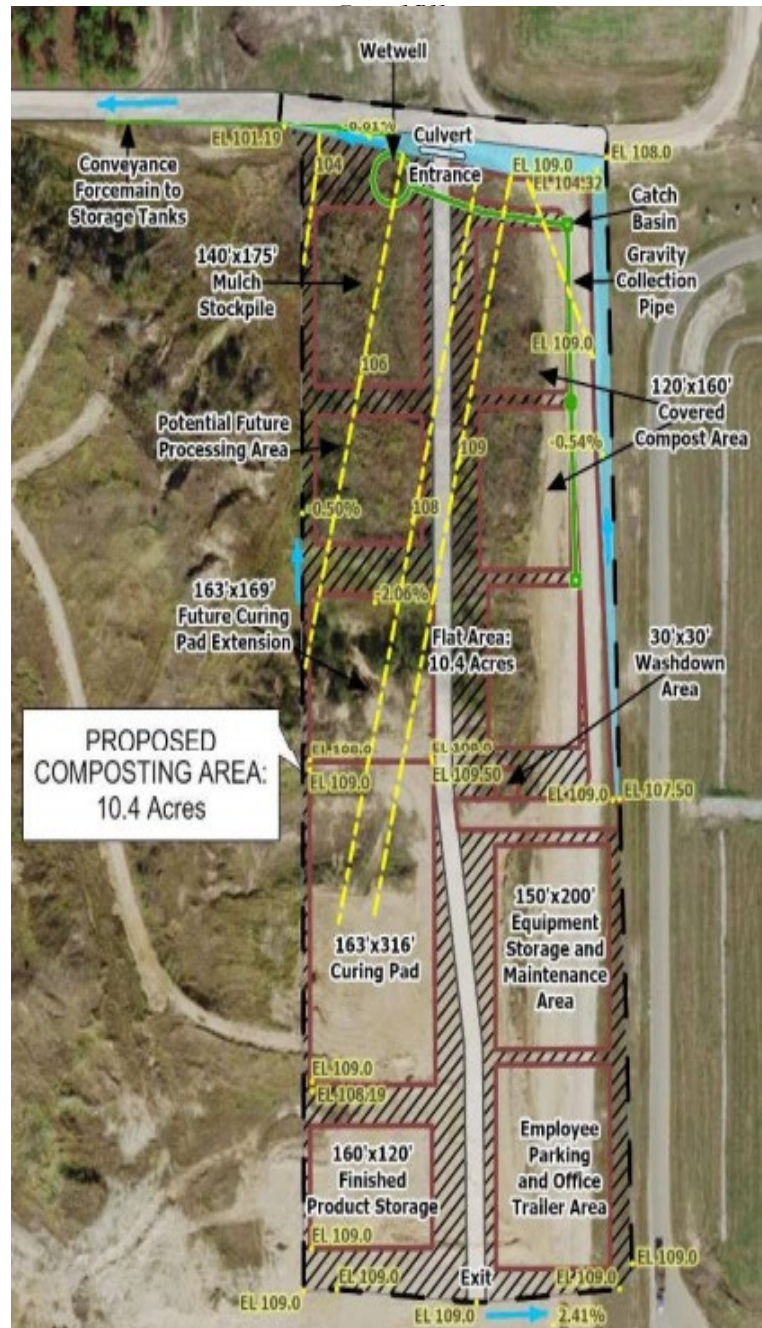 Wetwell
EL 101.19
-0.91%
Culvert
Entrance
EL 109.0
EL 104.32
EL 108.0
Conveyance
Forcemain to
Storage Tanks
104
Catch
Basin
Gravity
Collection
Pipe
140'x175'
Mulch
Stockpile
EL 109.0
106
120'x160'
Covered
Compost Area
Potential Future
Processing Area
109
-0.54%
0.50%
108
163'x169'
Future Curing
Pad Extension
-2.06%
Flat Area:
10.4 Acres
30'x30'
Washdown
Area
PROPOSED
COMPOSTING AREA:
10.4 Acres
EL 109.0
EL 109.50
EL 109.0
EL 107.50
163'x316'
Curing Pad
150'x200'
Equipment
Storage and
Maintenance
Area
EL 109.0
EL 108.19
160'x120'
Finished
Product Storage
Employee
Parking
and Office
Trailer Area
EL 109.0
EL 109.0
EL 109.0
EL 109.0
Exit
EL 109.0
EL 109.0
2.41%